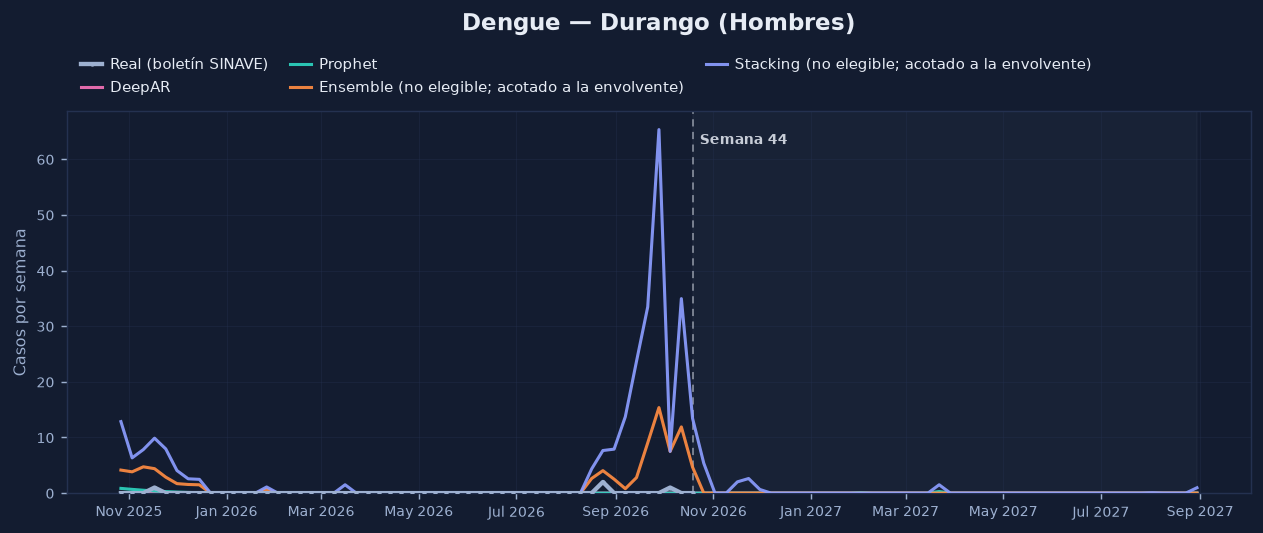 Dengue — Durango (Hombres)
Real (boletín SINAVE)
Prophet
Stacking (no elegible; acotado a la envolvente)
DeepAR
Ensemble (no elegible; acotado a la envolvente)
Semana 44
Casos por semana
60
50
40
30
20
10
0
Nov 2025
Jan 2026
Mar 2026
May 2026
Jul 2026
Sep 2026
Nov 2026
Jan 2027
Mar 2027
May 2027
Jul 2027
Sep 2027